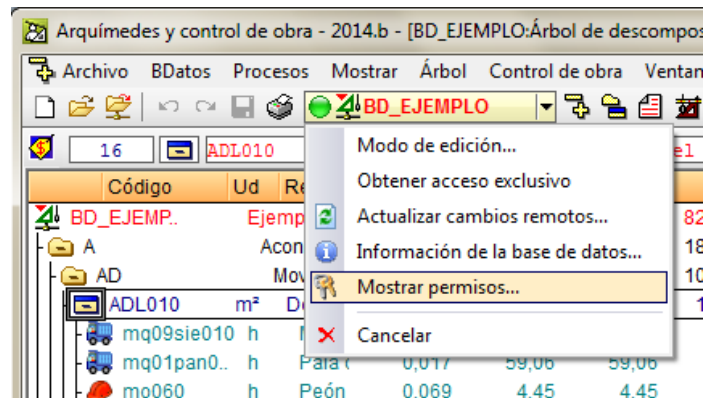 Arquímedes y control de obra - 2014.b - [BD_EJEMPLO:Árbol de descompos
Archivo BDatos Procesos Mostrar Árbol Control de obra Ventan
BD_EJEMPLO
16 ADL010 el
Modo de edición...
Obtener acceso exclusivo
Actualizar cambios remotos...
Información de la base de datos...
Mostrar permisos...
Cancelar
Código Ud Re
BD_EJEMP.. Ejemp 82
A Acon 18
AD Mov 10
ADL010 m² De 1
mq09sie010 h
mq01pan0.. h Pala c 0,017 59,06 59,06
mo060 h Peón 0,069 4,45 4,45